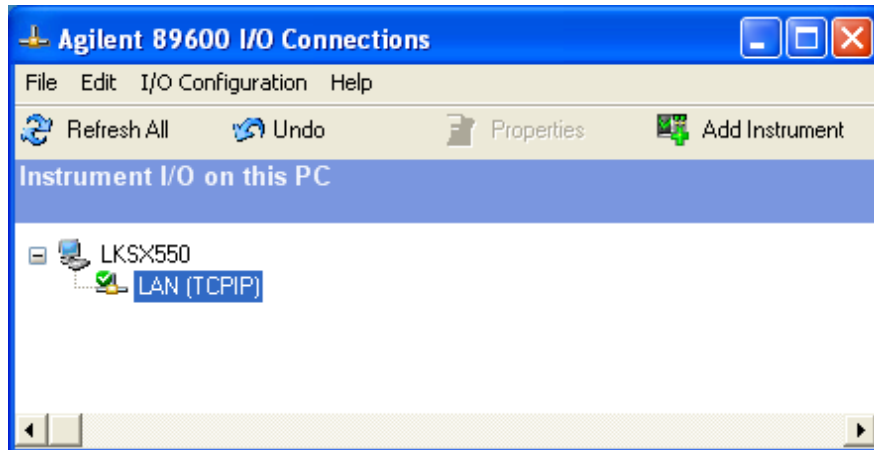 Agilent 89600 I/O Connections
File Edit I/O Configuration Help
Refresh All Undo Properties Add Instrument
Instrument I/O on this PC
LKSX550
LAN (TCPIP)